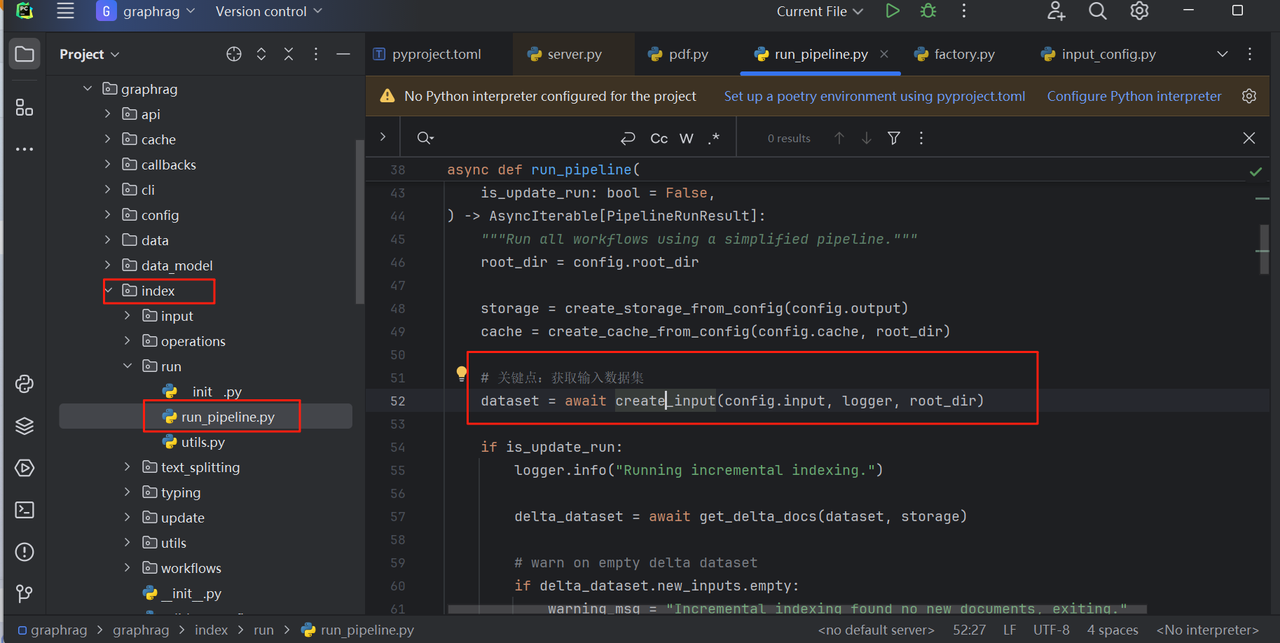 G graphrag Version control Current File
Project
pyproject.toml server.py pdf.py run_pipeline.py factory.py input_config.py
No Python interpreter configured for the project Set up a poetry environment using pyproject.toml Configure Python interpreter
Cc W .* 0 results
graphrag
api
cache
callbacks
cli
config
data
data_model
index
input
operations
run
__init__.py
run_pipeline.py
utils.py
text_splitting
typing
update
utils
workflows
__init__.py
38 async def run_pipeline(
43 is_update_run: bool = False,
44 ) -> AsyncIterable[PipelineRunResult]:
45 """Run all workflows using a simplified pipeline."""
46 root_dir = config.root_dir
47
48 storage = create_storage_from_config(config.output)
49 cache = create_cache_from_config(config.cache, root_dir)
50
51 # 关键点：获取输入数据集
52 dataset = await create_input(config.input, logger, root_dir)
53
54 if is_update_run:
55 logger.info("Running incremental indexing.")
56
57 delta_dataset = await get_delta_docs(dataset, storage)
58
59 # warn on empty delta dataset
60 if delta_dataset.new_inputs.empty:
61 warning_msg = "Incremental indexing found no new documents, exiting."
graphrag > graphrag > index > run > run_pipeline.py <no default server> 52:27 LF UTF-8 4 spaces <No interpreter>